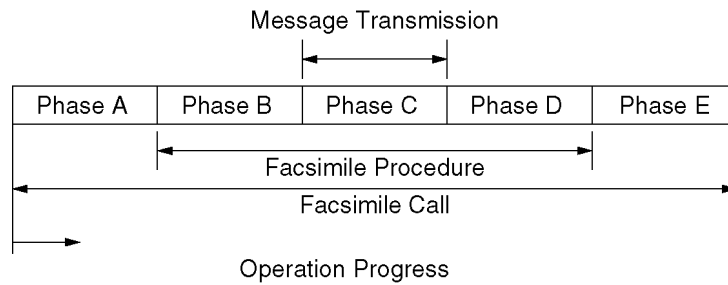 Message Transmission
Phase A Phase B Phase C Phase D Phase E
Facsimile Procedure
Facsimile Call
Operation Progress